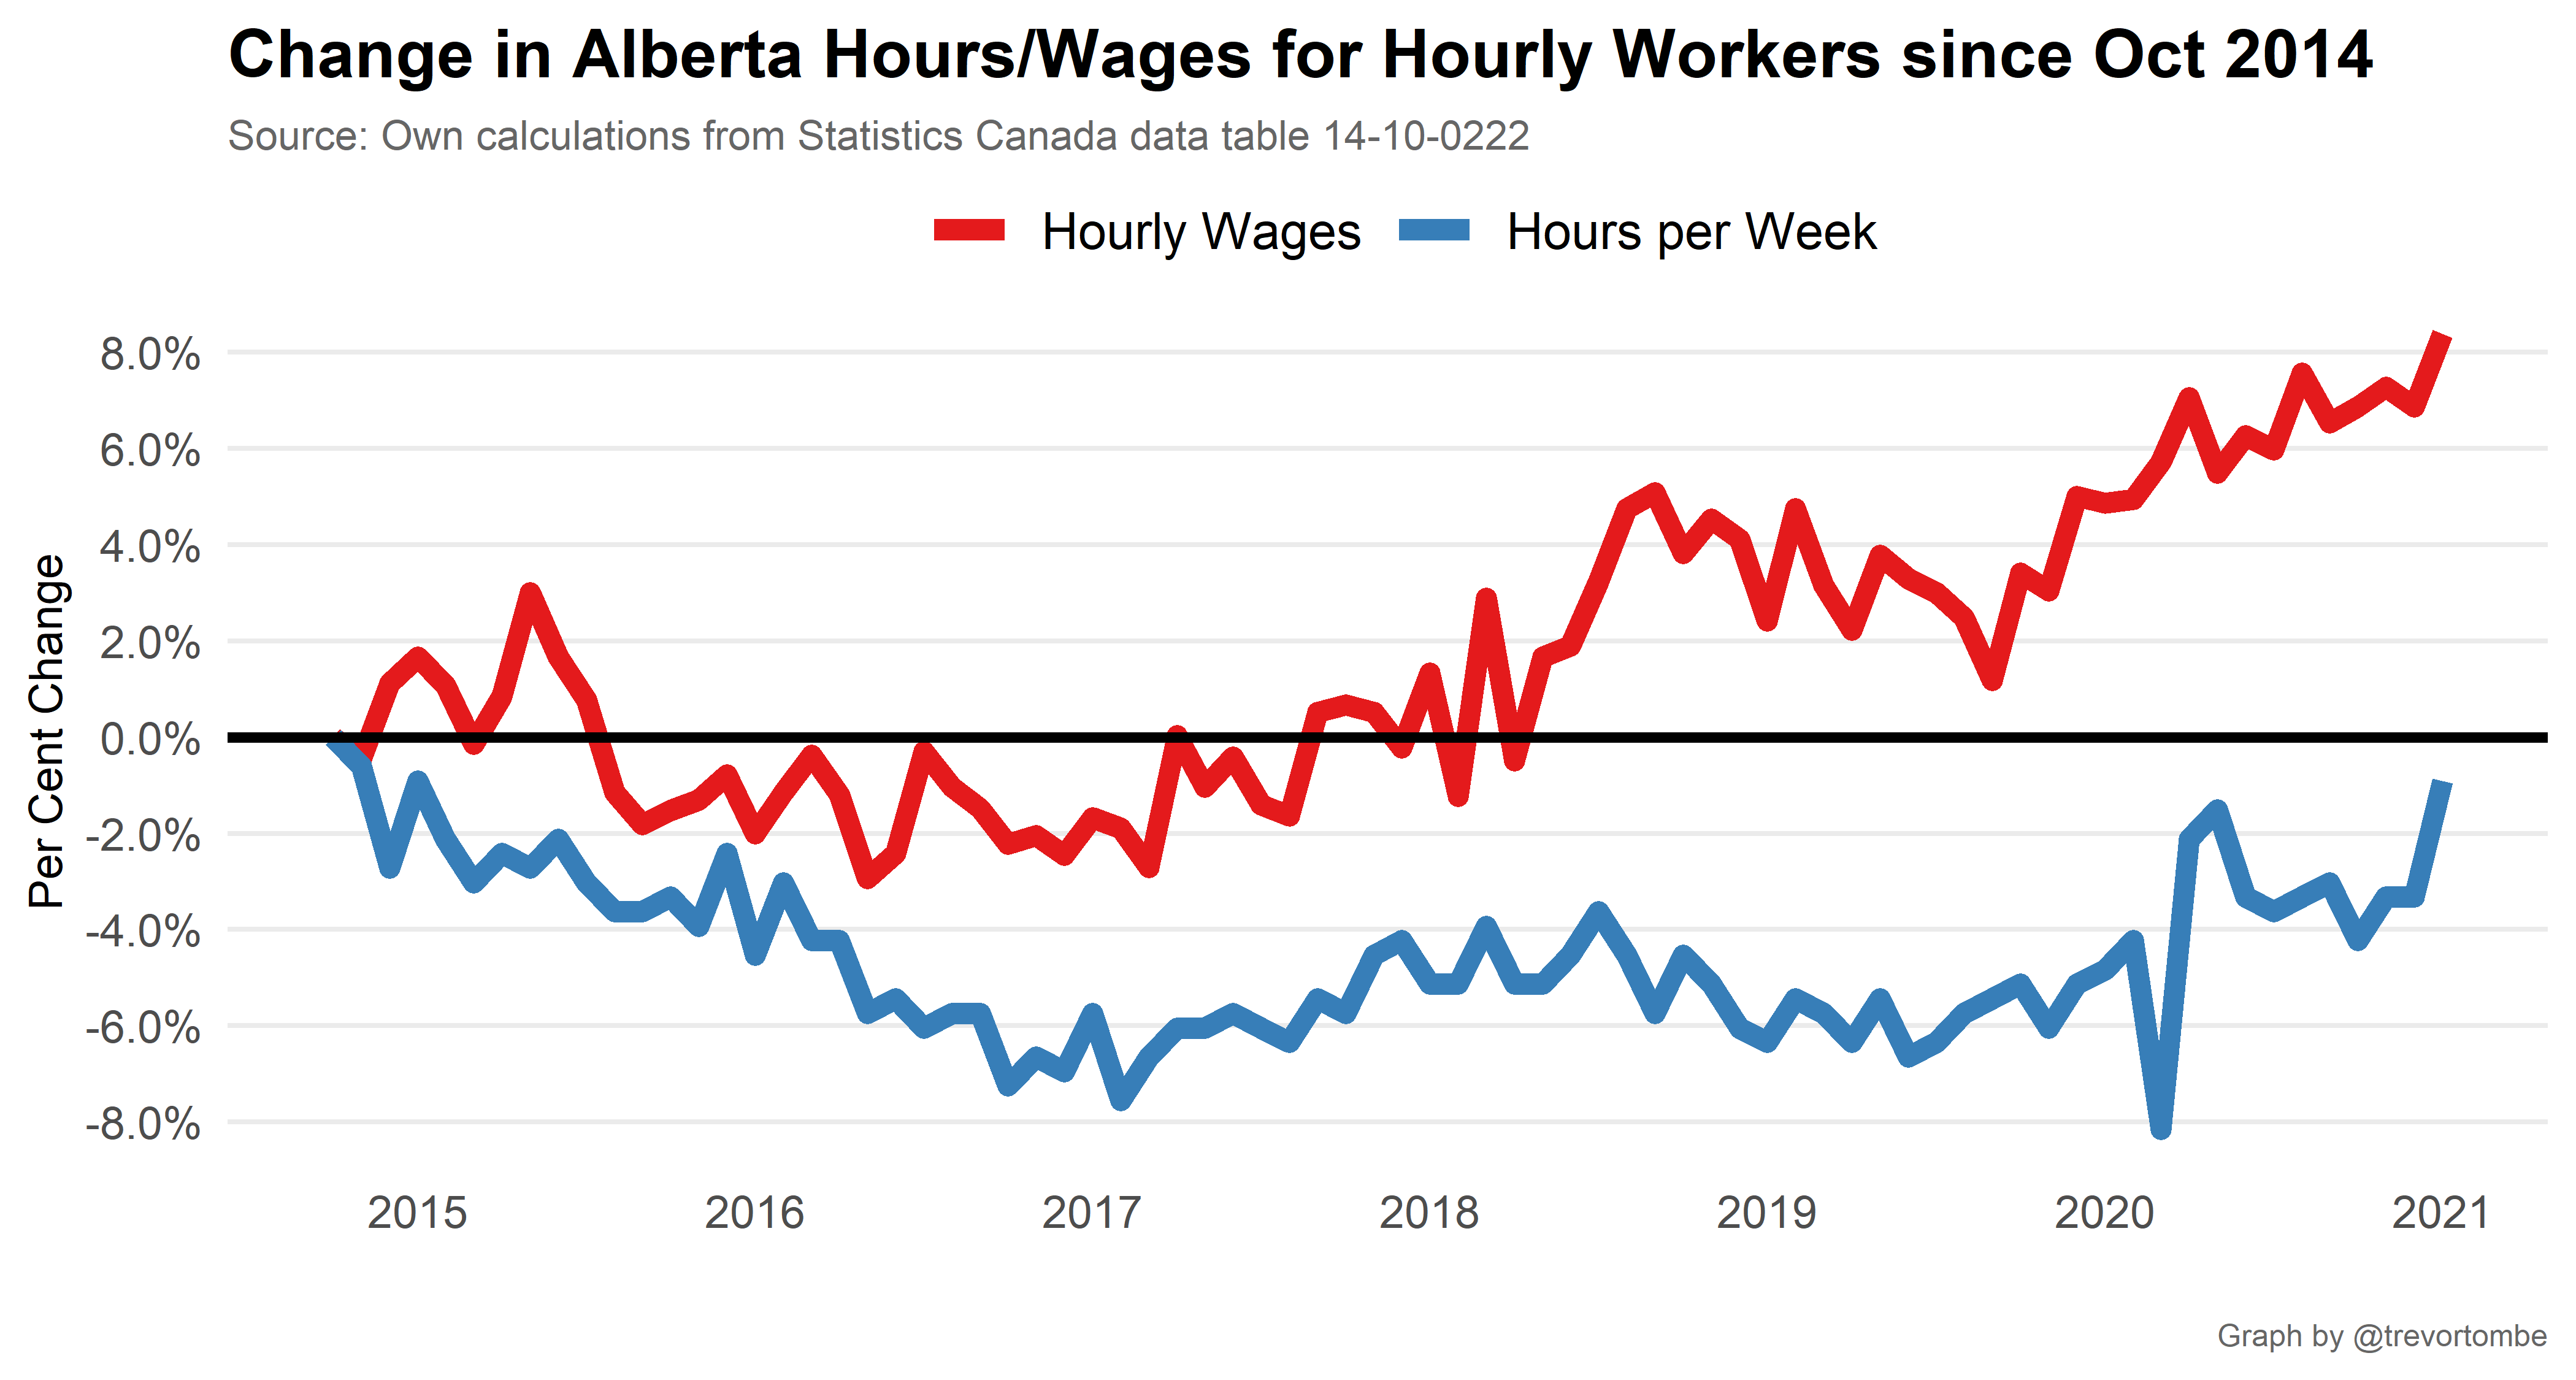 Change in Alberta Hours/Wages for Hourly Workers since Oct 2014
Source: Own calculations from Statistics Canada data table 14-10-0222
Hourly Wages Hours per Week
Per Cent Change
8.0%
6.0%
4.0%
2.0%
0.0%
-2.0%
-4.0%
-6.0%
-8.0%
2015 2016 2017 2018 2019 2020 2021
Graph by @trevortombe